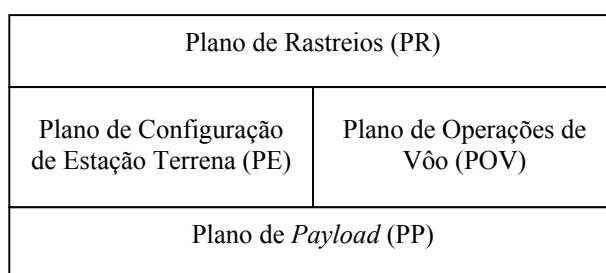 Plano de Rastreios (PR)
Plano de Configuração
de Estação Terrena (PE)
Plano de Operações de
Vôo (POV)
Plano de Payload (PP)